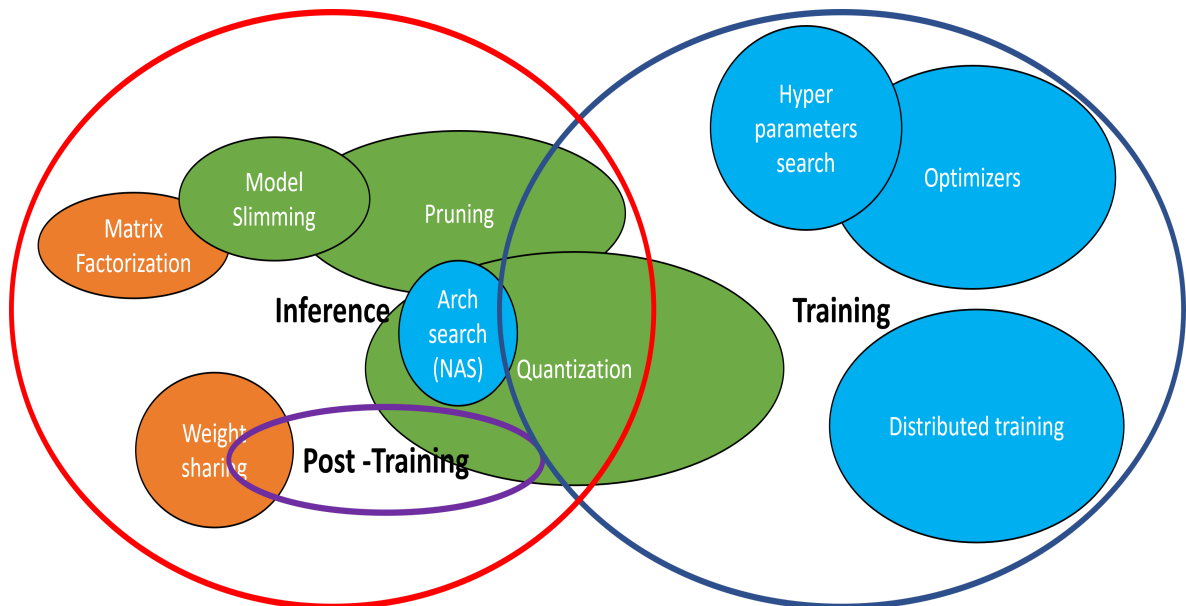 Hyper
parameters
search
Optimizers
Model
Slimming
Pruning
Matrix
Factorization
Inference
Arch
search
(NAS)
Quantization
Training
Weight
sharing
Post -Training
Distributed training